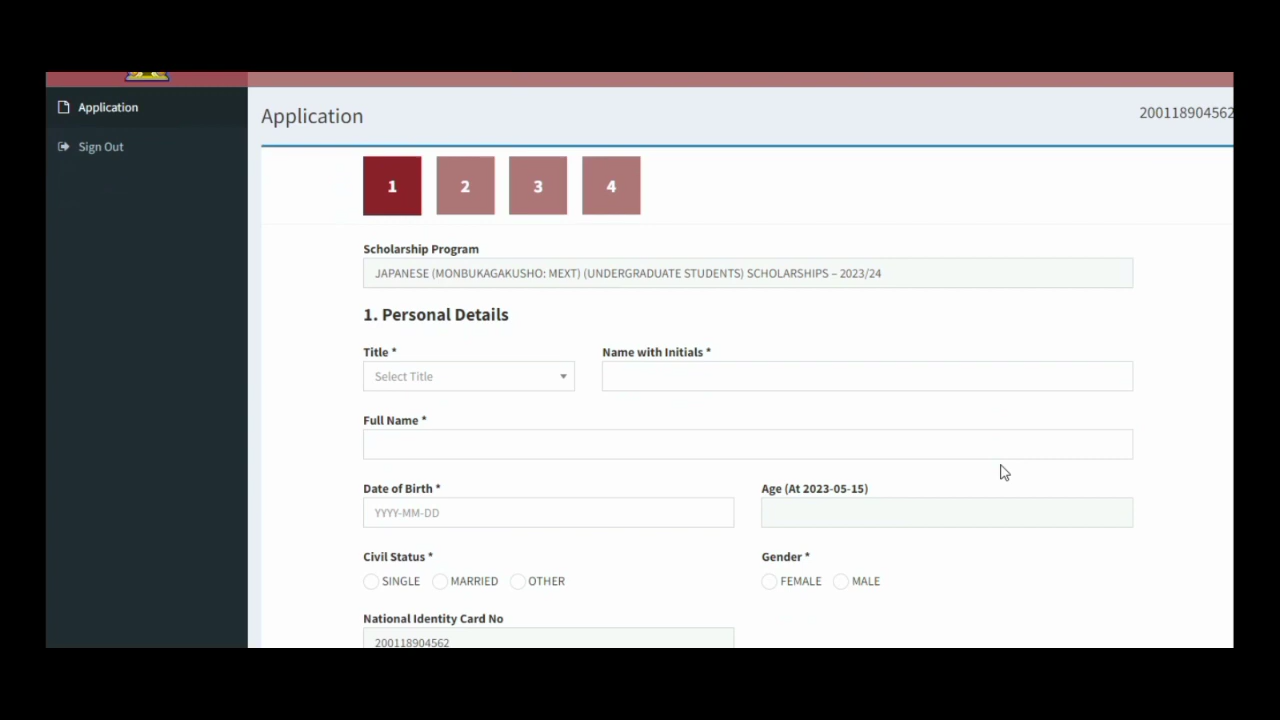 Application
Sign Out
Application
200118904562
1 2 3 4
Scholarship Program
JAPANESE (MONBUKAGAKUSHO: MEXT) (UNDERGRADUATE STUDENTS) SCHOLARSHIPS – 2023/24
1. Personal Details
Title * Name with Initials *
Select Title
Full Name *
Date of Birth * Age (At 2023-05-15)
YYYY-MM-DD
Civil Status * Gender *
SINGLE MARRIED OTHER FEMALE MALE
National Identity Card No
200118904562